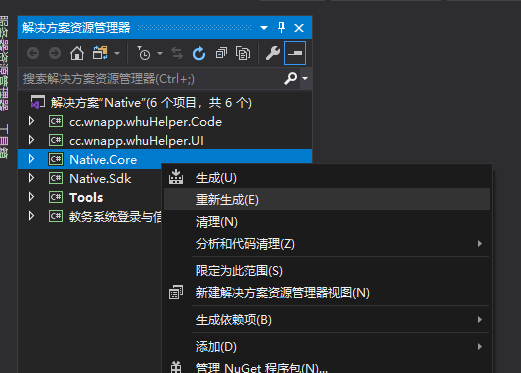 服务器资源管理器
工具箱
解决方案资源管理器
搜索解决方案资源管理器(Ctrl+;)
解决方案"Native"(6 个项目，共 6 个)
cc.wnapp.whuHelper.Code
cc.wnapp.whuHelper.UI
Native.Core
Native.Sdk
Tools
教务系统登录与信
生成(U)
重新生成(E)
清理(N)
分析和代码清理(Z)
限定为此范围(S)
新建解决方案资源管理器视图(N)
生成依赖项(B)
添加(D)
管理 NuGet 程序包(N)...